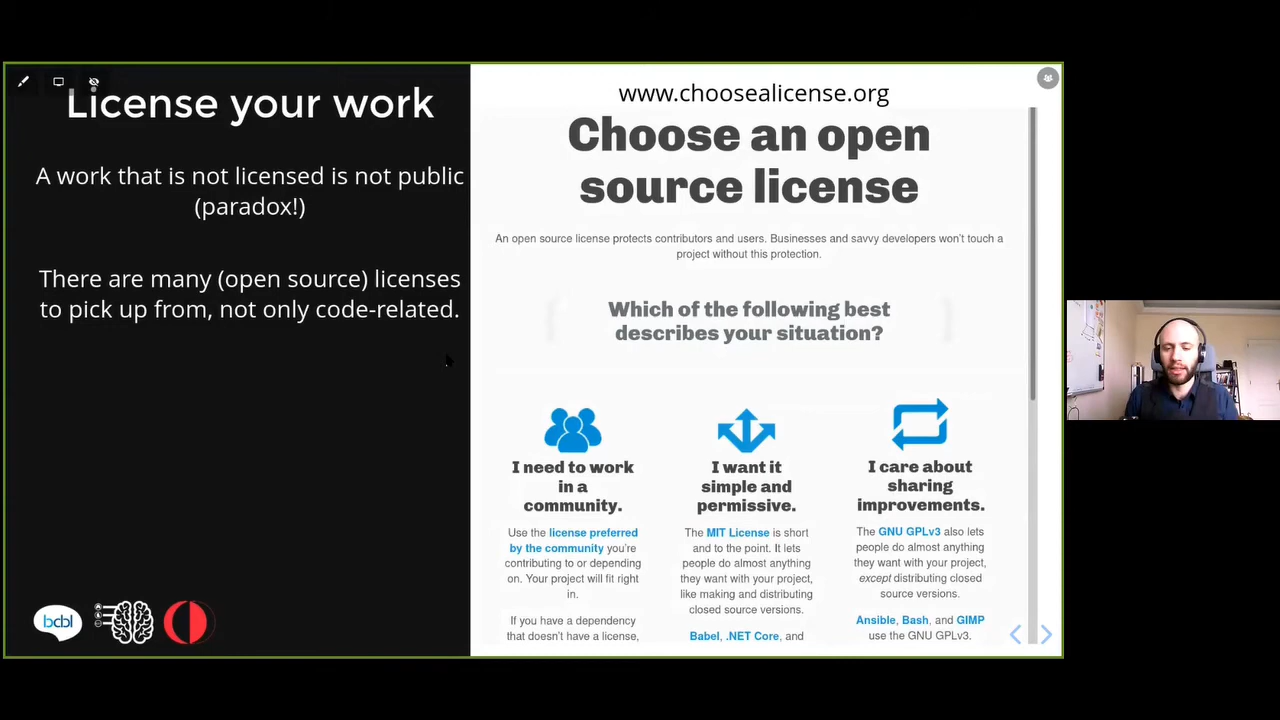 License your work
A work that is not licensed is not public
(paradox!)
There are many (open source) licenses
to pick up from, not only code-related.
bcbl
www.choosealicense.org
Choose an open
source license
An open source license protects contributors and users. Businesses and savvy developers won't touch a
project without this protection.
Which of the following best
describes your situation?
I need to work
in a
community.
Use the license preferred
by the community you're
contributing to or depending
on. Your project will fit right
in.
If you have a dependency
that doesn't have a license,
I want it
simple and
permissive.
The MIT License is short
and to the point. It lets
people do almost anything
they want with your project,
like making and distributing
closed source versions.
Babel, .NET Core, and
I care about
sharing
improvements.
The GNU GPLv3 also lets
people do almost anything
they want with your project,
except distributing closed
source versions.
Ansible, Bash, and GIMP
use the GNU GPLv3.